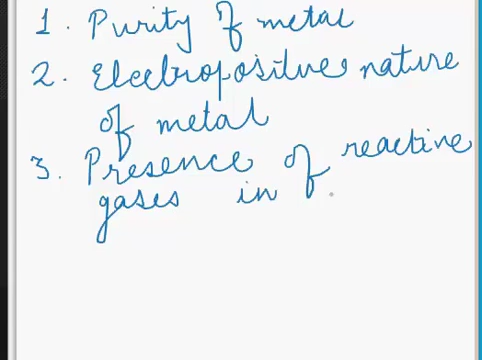 1. Purity of metal
2. Electropositive nature
of metal
3. Presence of reactive
gases in